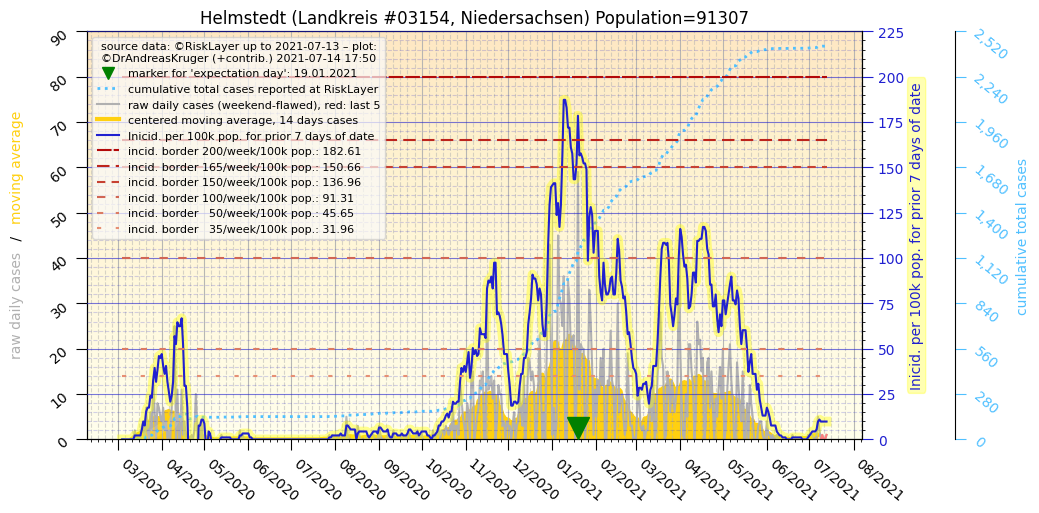 Helmstedt (Landkreis #03154, Niedersachsen) Population=91307
source data: ©RiskLayer up to 2021-07-13 – plot:
©DrAndreasKruger (+contrib.) 2021-07-14 17:50
marker for 'expectation day': 19.01.2021
cumulative total cases reported at RiskLayer
raw daily cases (weekend-flawed), red: last 5
centered moving average, 14 days cases
Inicid. per 100k pop. for prior 7 days of date
incid. border 200/week/100k pop.: 182.61
incid. border 165/week/100k pop.: 150.66
incid. border 150/week/100k pop.: 136.96
incid. border 100/week/100k pop.: 91.31
incid. border   50/week/100k pop.: 45.65
incid. border   35/week/100k pop.: 31.96
raw daily cases  /  moving average
90
80
70
60
50
40
30
20
10
0
03/2020
04/2020
05/2020
06/2020
07/2020
08/2020
09/2020
10/2020
11/2020
12/2020
01/2021
02/2021
03/2021
04/2021
05/2021
06/2021
07/2021
08/2021
225
200
175
150
125
100
75
50
25
0
Inicid. per 100k pop. for prior 7 days of date
2,520
2,240
1,960
1,680
1,400
1,120
840
560
280
0
cumulative total cases